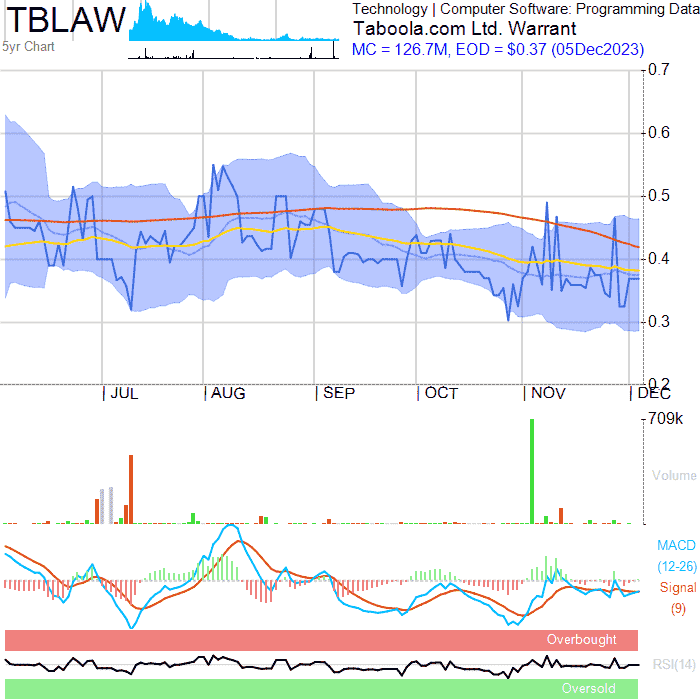 TBLAW
5yr Chart
Technology | Computer Software: Programming Data
Taboola.com Ltd. Warrant
MC = 126.7M, EOD = $0.37 (05Dec2023)
0.7
0.6
0.5
0.4
0.3
0.2
JUL
AUG
SEP
OCT
NOV
DEC
709k
Volume
MACD
(12-26)
Signal
(9)
Overbought
RSI(14)
Oversold